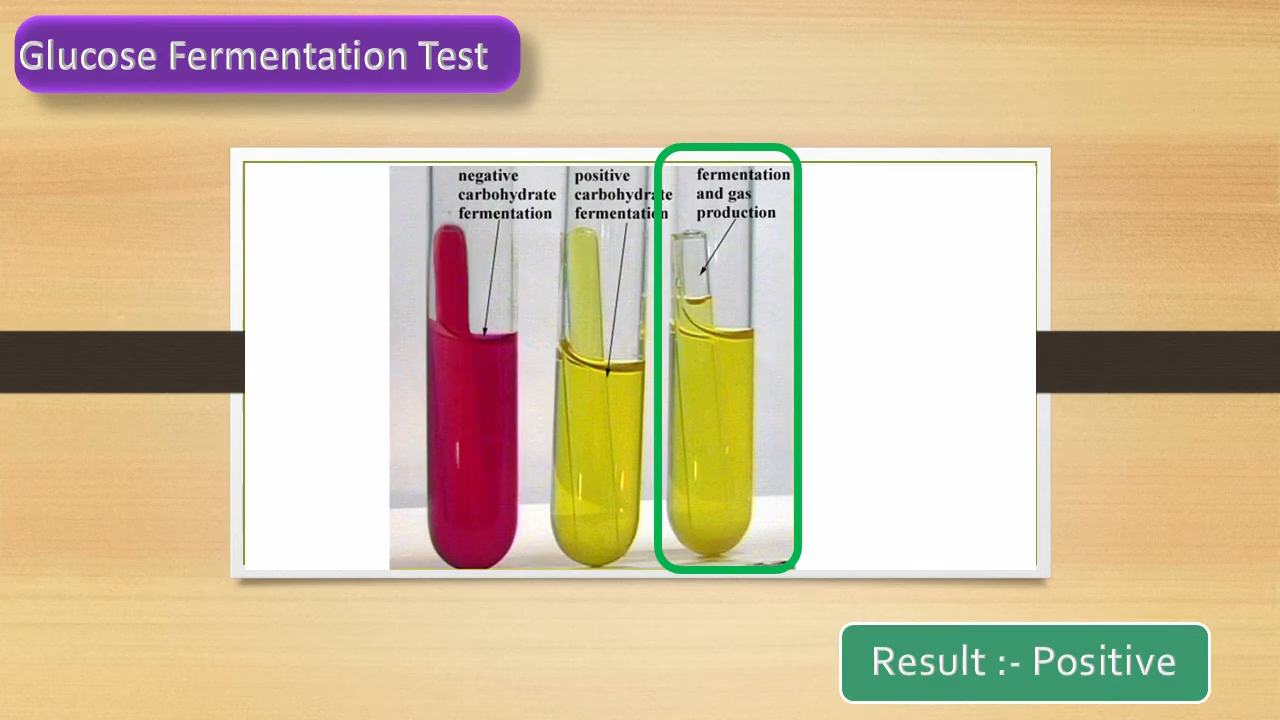 Glucose Fermentation Test
negative
carbohydrate
fermentation
positive
carbohydrate
fermentation
fermentation
and gas
production
Result :- Positive